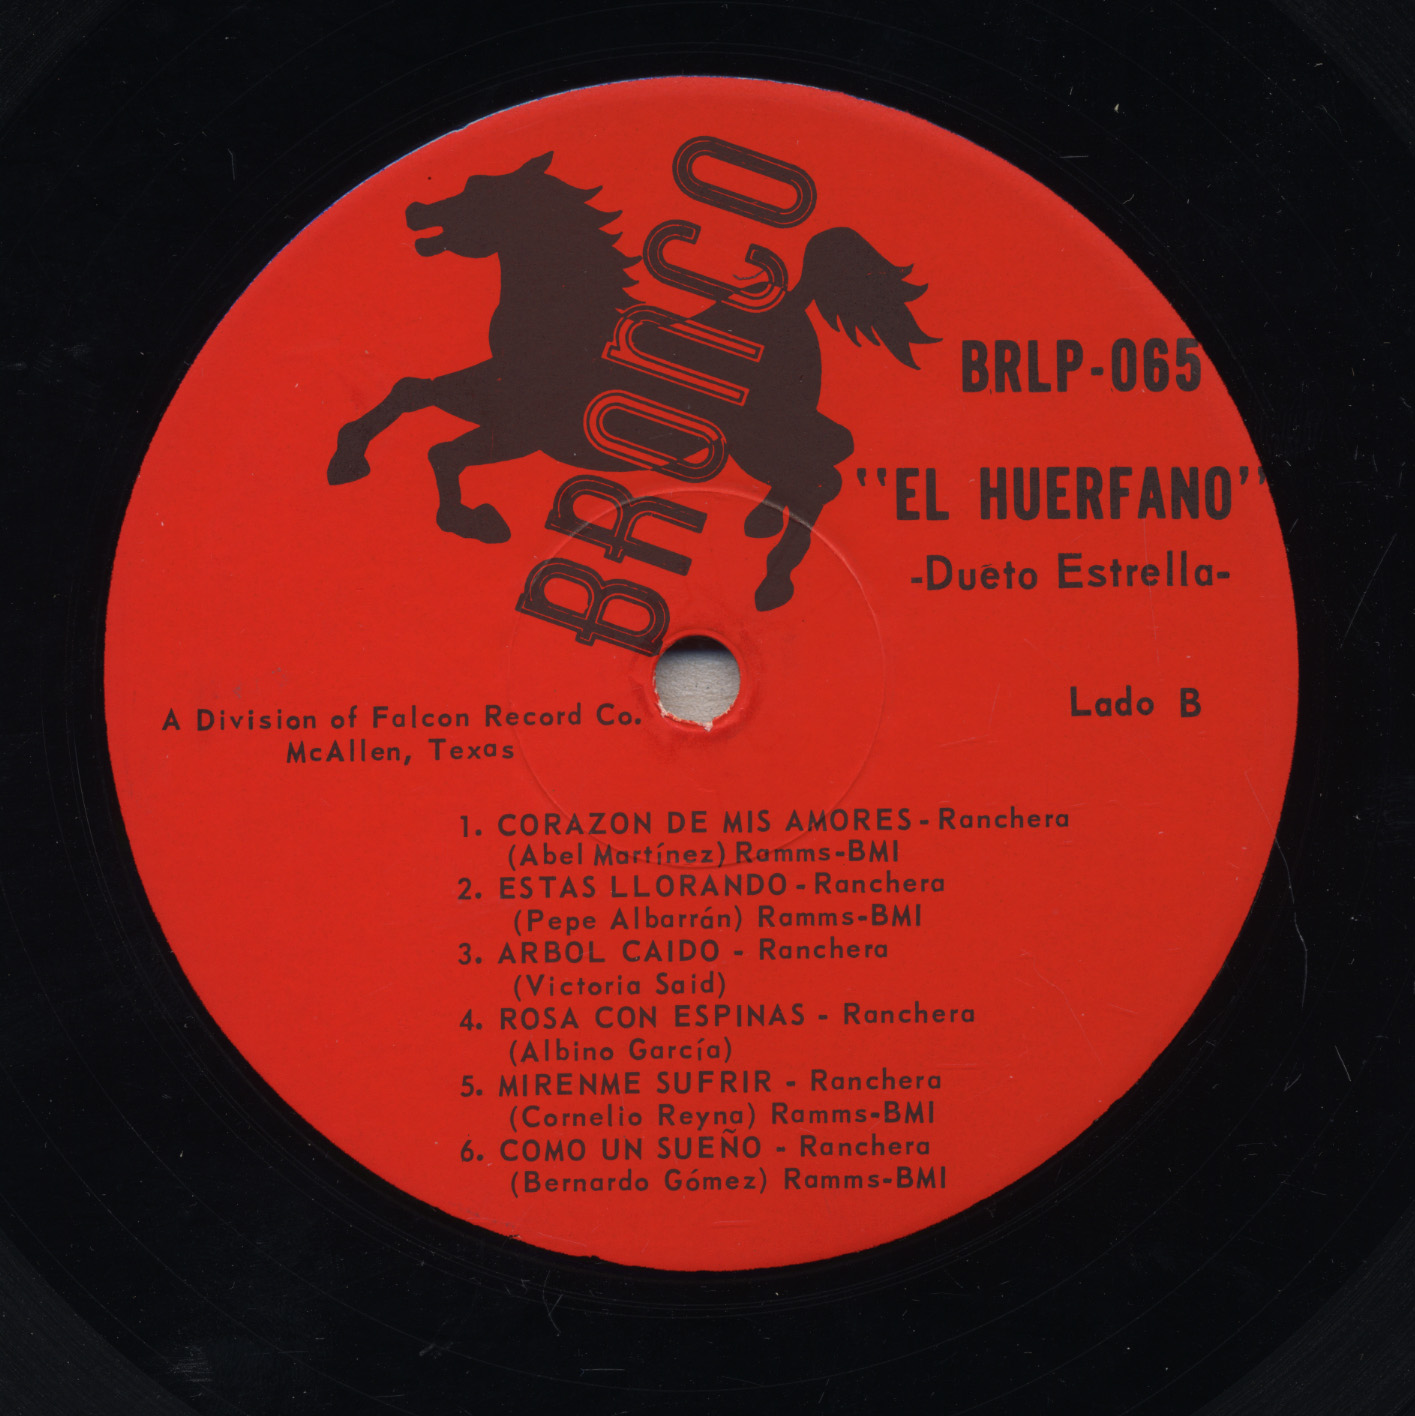 BRONCO
BRLP-065
"EL HUERFANO"
-Dueto Estrella-
Lado B
A Division of Falcon Record Co.
McAllen, Texas
1. CORAZON DE MIS AMORES - Ranchera
(Abel Martínez) Ramms-BMI
2. ESTAS LLORANDO - Ranchera
(Pepe Albarrán) Ramms-BMI
3. ARBOL CAIDO - Ranchera
(Victoria Said)
4. ROSA CON ESPINAS - Ranchera
(Albino García)
5. MIRENME SUFRIR - Ranchera
(Cornelio Reyna) Ramms-BMI
6. COMO UN SUEÑO - Ranchera
(Bernardo Gómez) Ramms-BMI